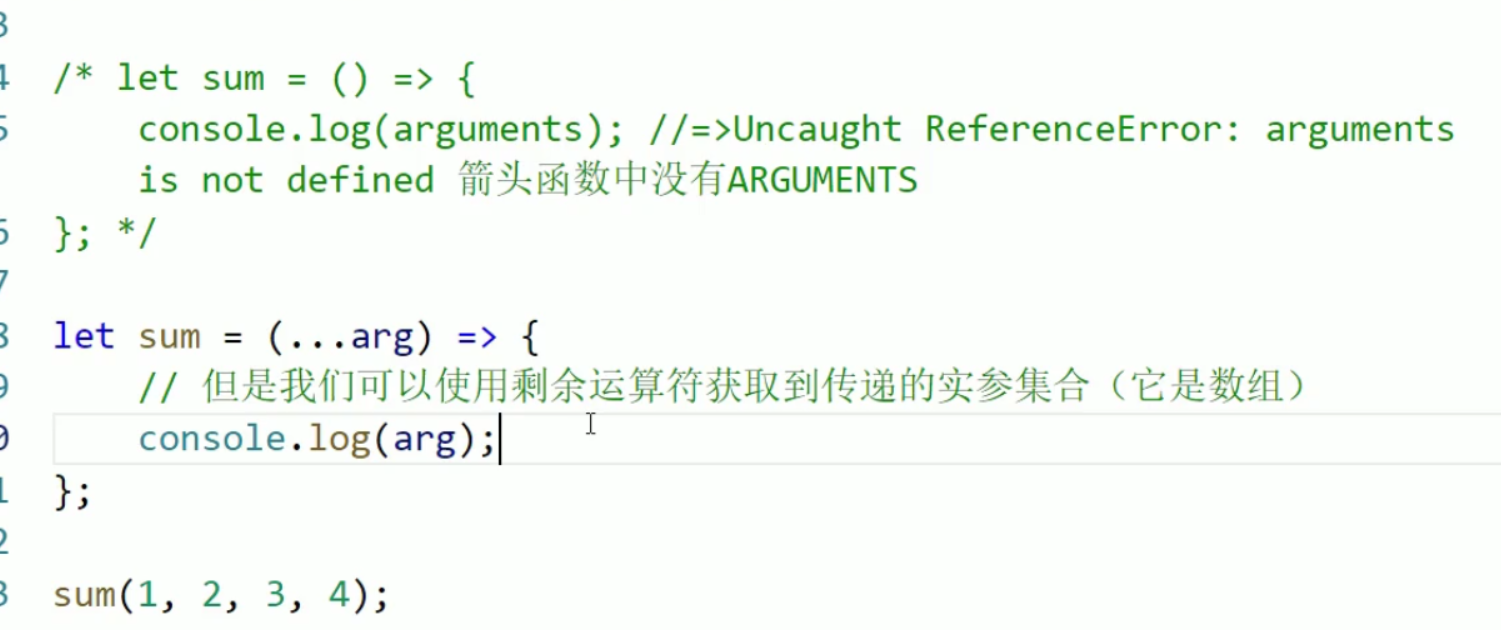 3
4 /* let sum = () => {
5 console.log(arguments); //=>Uncaught ReferenceError: arguments
is not defined 箭头函数中没有ARGUMENTS
6 }; */
7
8 let sum = (...arg) => {
9 // 但是我们可以使用剩余运算符获取到传递的实参集合（它是数组）
0 console.log(arg);
1 };
2
3 sum(1, 2, 3, 4);